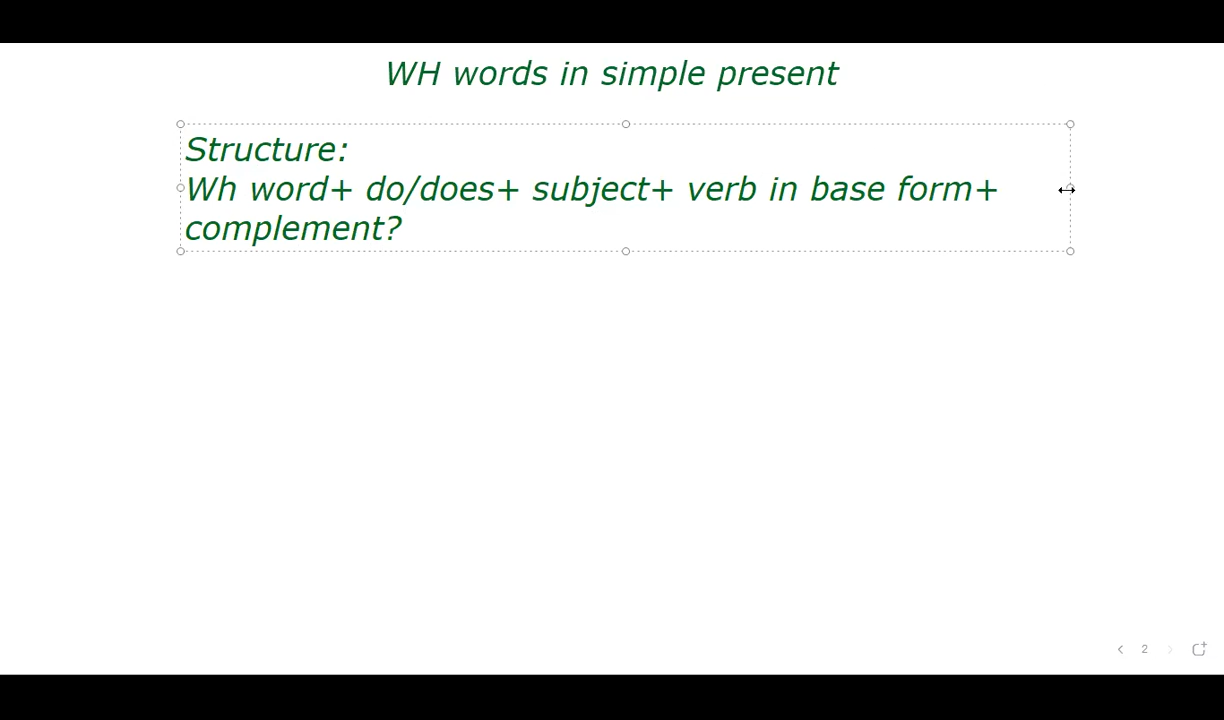 WH words in simple present
Structure:
Wh word+ do/does+ subject+ verb in base form+
complement?
2